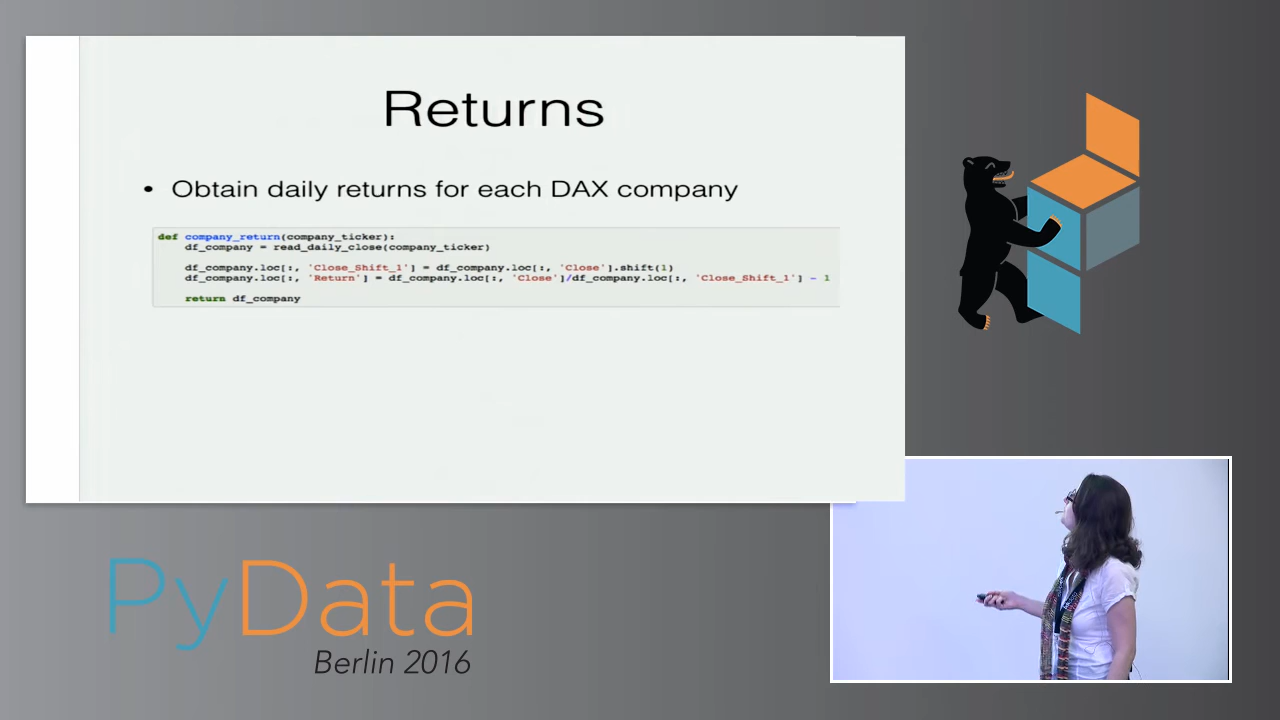 Returns
• Obtain daily returns for each DAX company
def company_return(company_ticker):
df_company = read_daily_close(company_ticker)
df_company.loc[:, 'Close_Shift_1'] = df_company.loc[:, 'Close'].shift(1)
df_company.loc[:, 'Return'] = df_company.loc[:, 'Close']/df_company.loc[:, 'Close_Shift_1'] - 1
return df_company
PyData
Berlin 2016